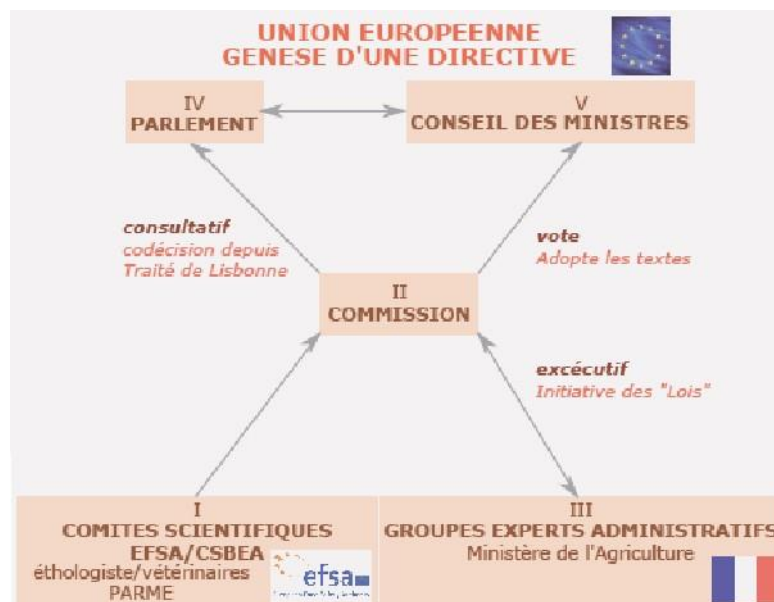 UNION EUROPEENNE
GENESE D'UNE DIRECTIVE
IV
PARLEMENT
V
CONSEIL DES MINISTRES
consultatif
codécision depuis
Traité de Lisbonne
vote
Adopte les textes
II
COMMISSION
excécutif
Initiative des "Lois"
I
COMITES SCIENTIFIQUES
EFSA/CSBEA
éthologiste/vétérinaires
PARME
efsa
III
GROUPES EXPERTS ADMINISTRATIFS
Ministère de l'Agriculture